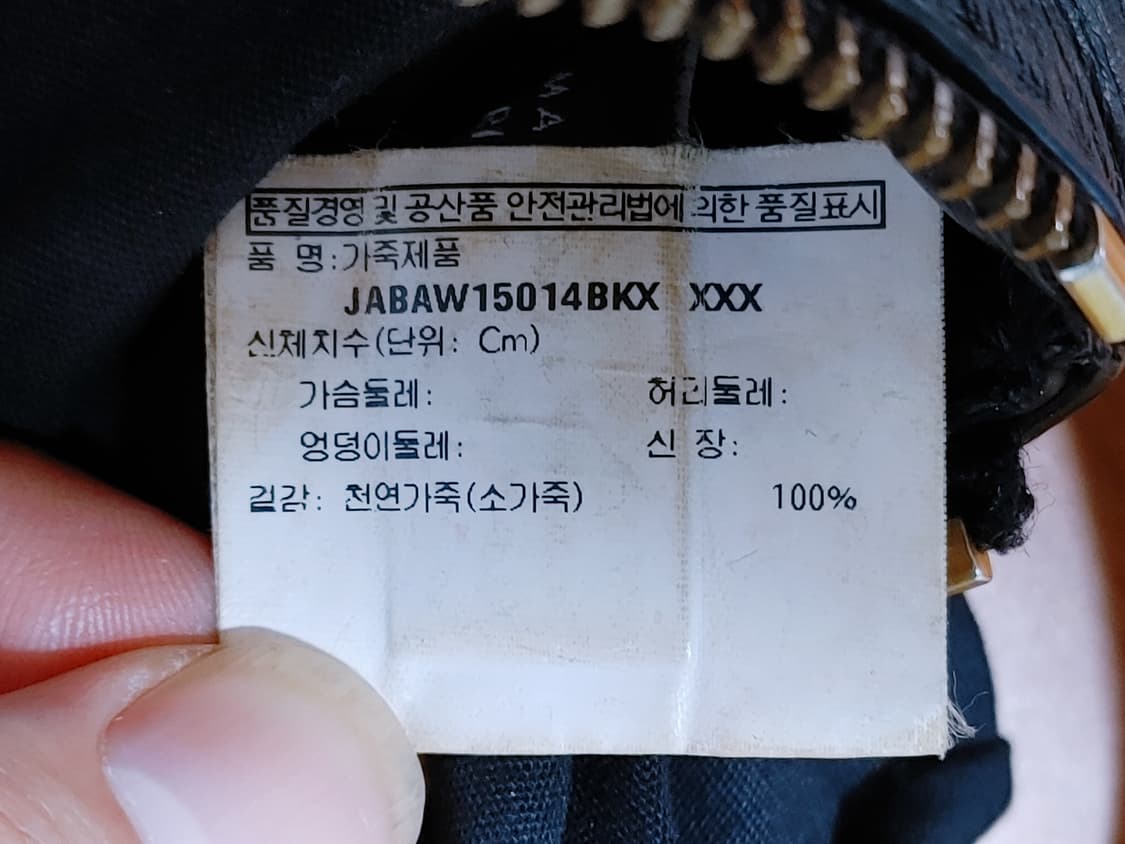 품질경영 및 공산품 안전관리법에 의한 품질표시
품 명:가죽제품
JABAW15014BKX XXX
신체치수(단위: Cm)
가슴둘레: 허리둘레:
엉덩이둘레: 신 장:
겉감: 천연가죽(소가죽) 100%